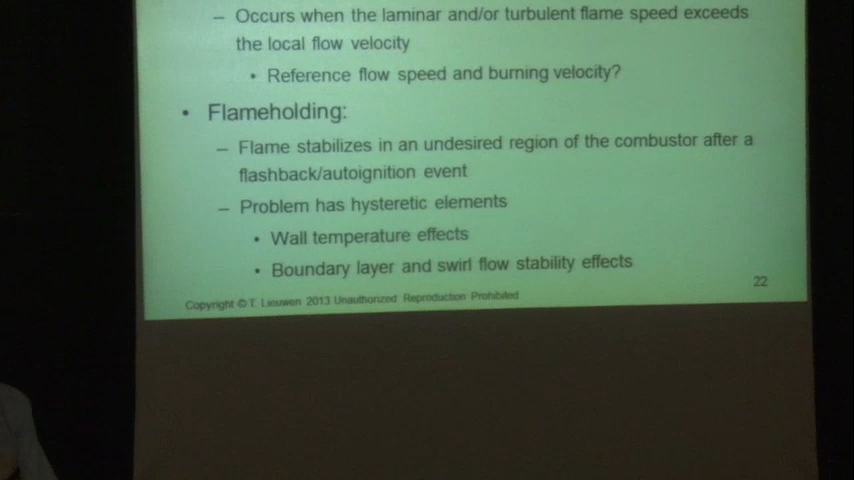 – Occurs when the laminar and/or turbulent flame speed exceeds
the local flow velocity
• Reference flow speed and burning velocity?
• Flameholding:
– Flame stabilizes in an undesired region of the combustor after a
flashback/autoignition event
– Problem has hysteretic elements
• Wall temperature effects
• Boundary layer and swirl flow stability effects
22
Copyright © T. Lieuwen 2013 Unauthorized Reproduction Prohibited